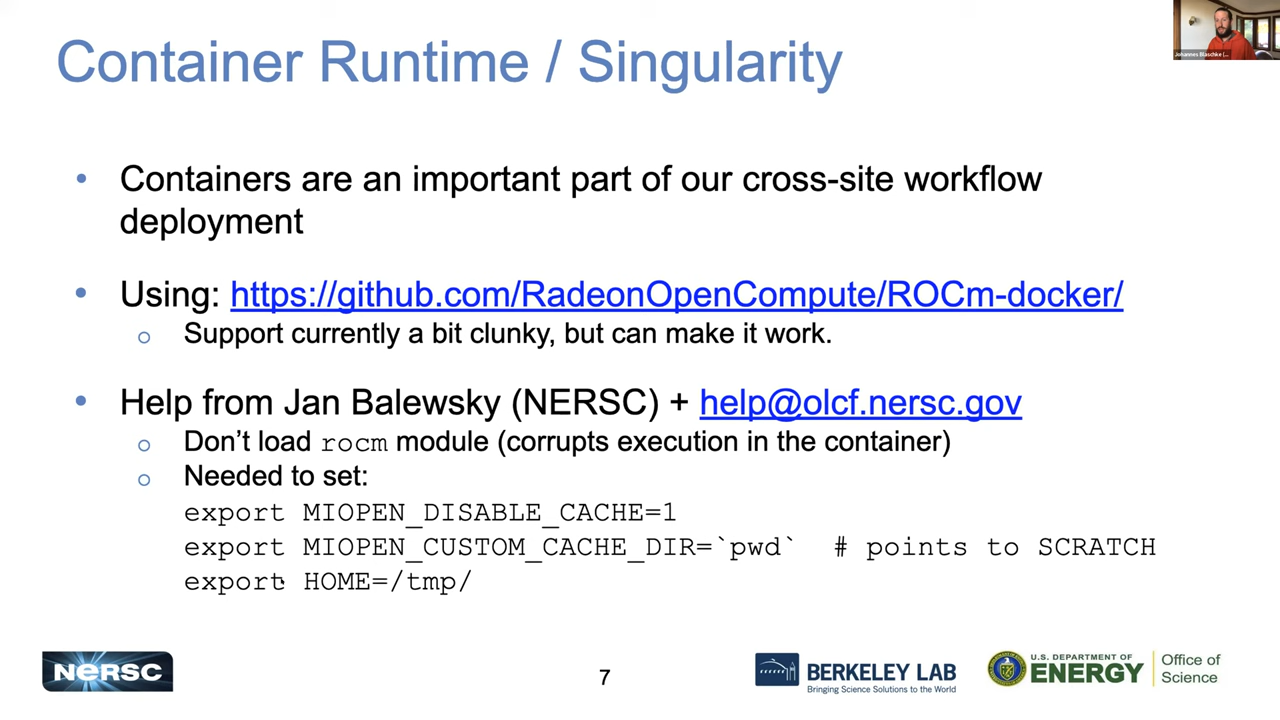 Container Runtime / Singularity
Johannes Blaschke (...
• Containers are an important part of our cross-site workflow
deployment
• Using: https://github.com/RadeonOpenCompute/ROCm-docker/
o Support currently a bit clunky, but can make it work.
• Help from Jan Balewsky (NERSC) + help@olcf.nersc.gov
o Don't load rocm module (corrupts execution in the container)
o Needed to set:
export MIOPEN_DISABLE_CACHE=1
export MIOPEN_CUSTOM_CACHE_DIR=`pwd` # points to SCRATCH
export HOME=/tmp/
NERSC
7
BERKELEY LAB
Bringing Science Solutions to the World
U.S. DEPARTMENT OF
ENERGY
Office of
Science